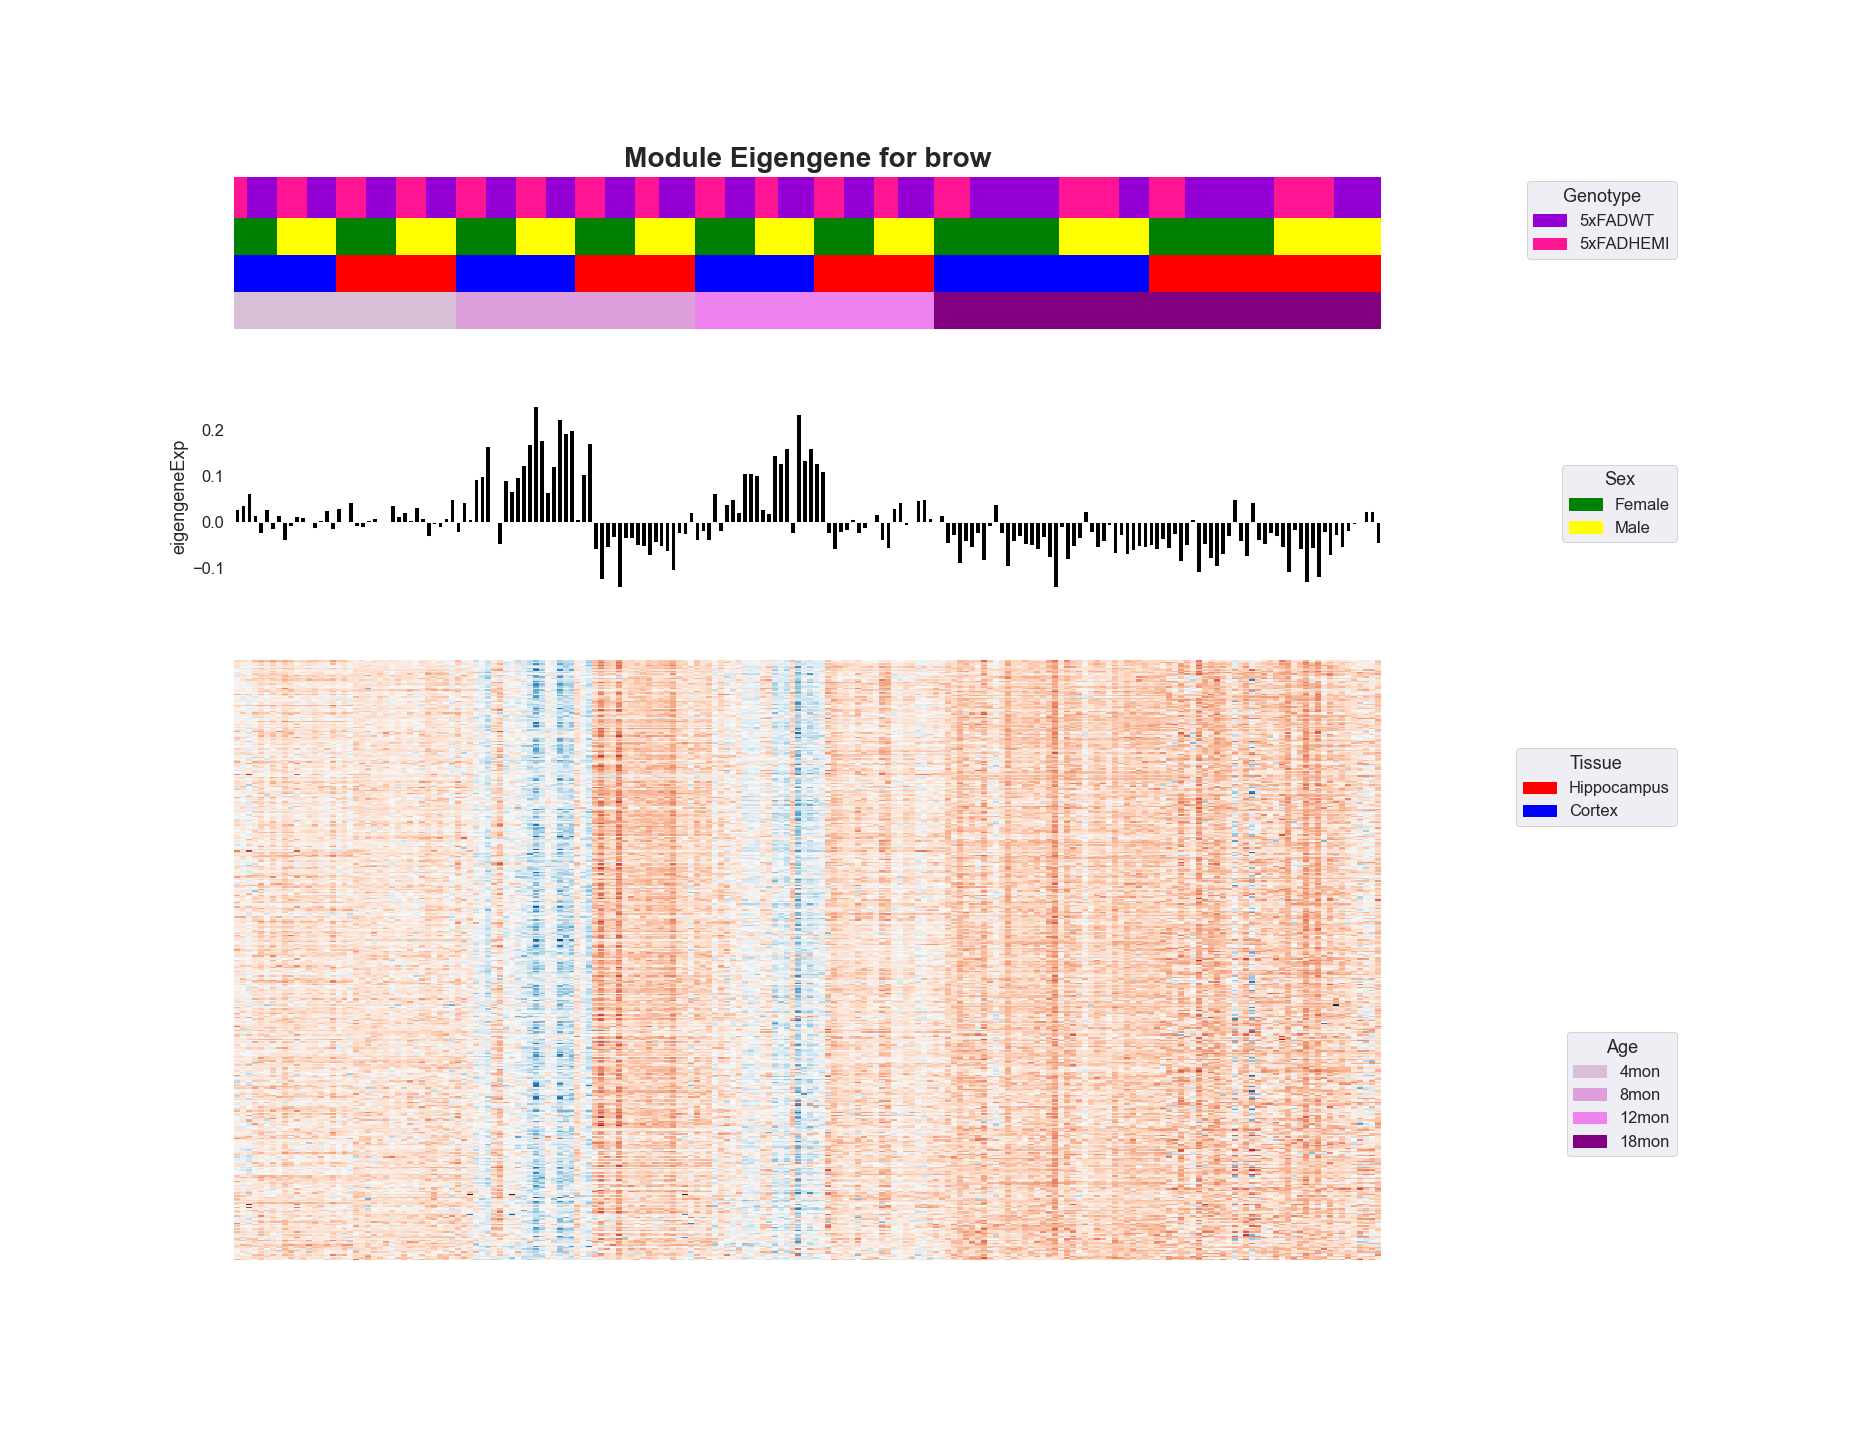 Module Eigengene for brow
Genotype
5xFADWT
5xFADHEMI
eigengeneExp
0.2
0.1
0.0
−0.1
Sex
Female
Male
Tissue
Hippocampus
Cortex
Age
4mon
8mon
12mon
18mon